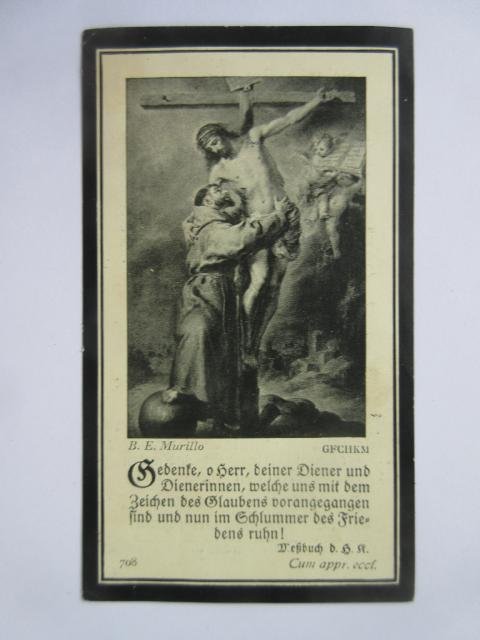 B. E. Murillo GFCHKM
Gedenke, o Herr, deiner Diener und
Dienerinnen, welche uns mit dem
Zeichen des Glaubens vorangegangen
sind und nun im Schlummer des Frie-
dens ruhn!
Meßbuch d. H. K.
708 Cum appr. eccl.